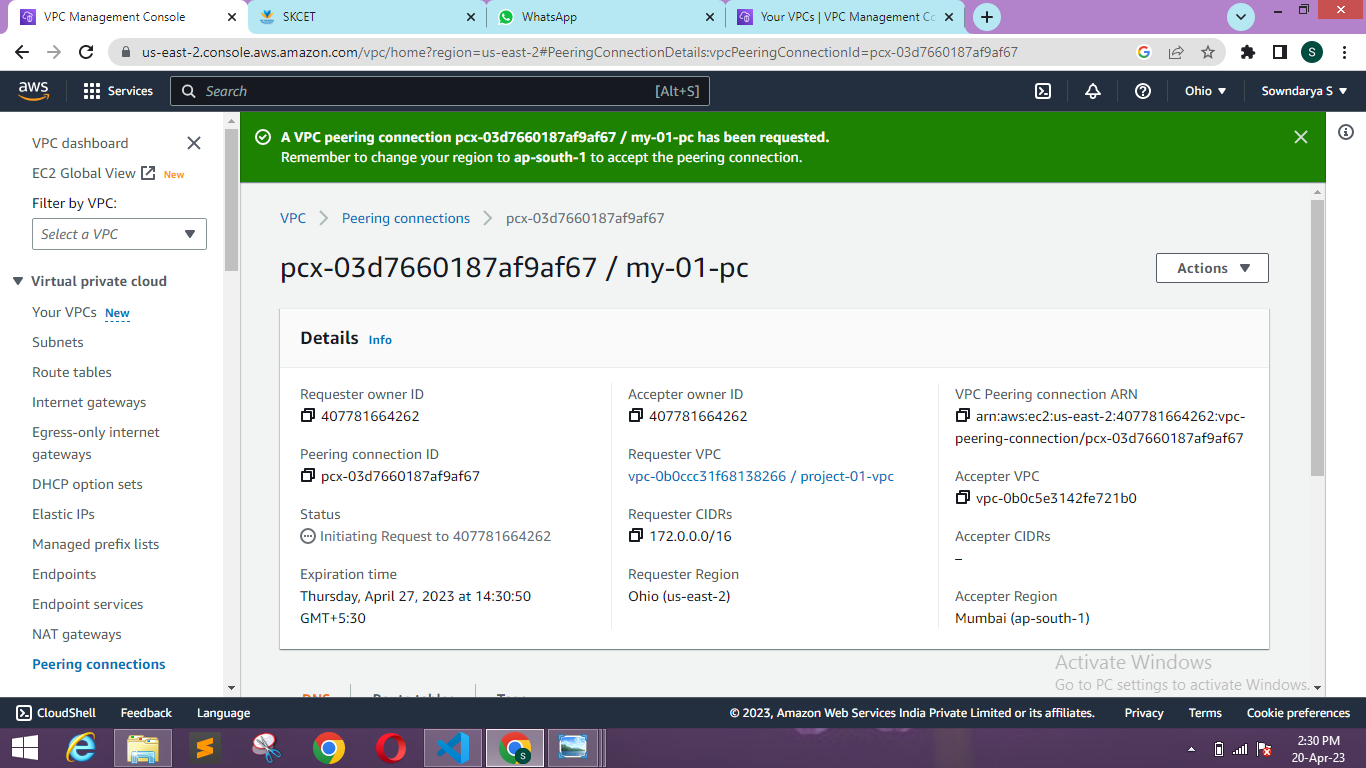 VPC Management Console
SKCET
WhatsApp
Your VPCs | VPC Management Co
us-east-2.console.aws.amazon.com/vpc/home?region=us-east-2#PeeringConnectionDetails:vpcPeeringConnectionId=pcx-03d7660187af9af67
S
aws
Services
Search
[Alt+S]
Ohio
Sowndarya S
VPC dashboard
EC2 Global View New
Filter by VPC:
Select a VPC
Virtual private cloud
Your VPCs New
Subnets
Route tables
Internet gateways
Egress-only internet
gateways
DHCP option sets
Elastic IPs
Managed prefix lists
Endpoints
Endpoint services
NAT gateways
Peering connections
A VPC peering connection pcx-03d7660187af9af67 / my-01-pc has been requested.
Remember to change your region to ap-south-1 to accept the peering connection.
VPC
Peering connections
pcx-03d7660187af9af67
pcx-03d7660187af9af67 / my-01-pc
Actions
Details Info
Requester owner ID
407781664262
Peering connection ID
pcx-03d7660187af9af67
Status
Initiating Request to 407781664262
Expiration time
Thursday, April 27, 2023 at 14:30:50
GMT+5:30
Accepter owner ID
407781664262
Requester VPC
vpc-0b0ccc31f68138266 / project-01-vpc
Requester CIDRs
172.0.0.0/16
Requester Region
Ohio (us-east-2)
VPC Peering connection ARN
arn:aws:ec2:us-east-2:407781664262:vpc-
peering-connection/pcx-03d7660187af9af67
Accepter VPC
vpc-0b0c5e3142fe721b0
Accepter CIDRs
–
Accepter Region
Mumbai (ap-south-1)
DNS
Route tables
Tags
Activate Windows
Go to PC settings to activate Windows.
CloudShell
Feedback
Language
© 2023, Amazon Web Services India Private Limited or its affiliates.
Privacy
Terms
Cookie preferences
S
2:30 PM
20-Apr-23